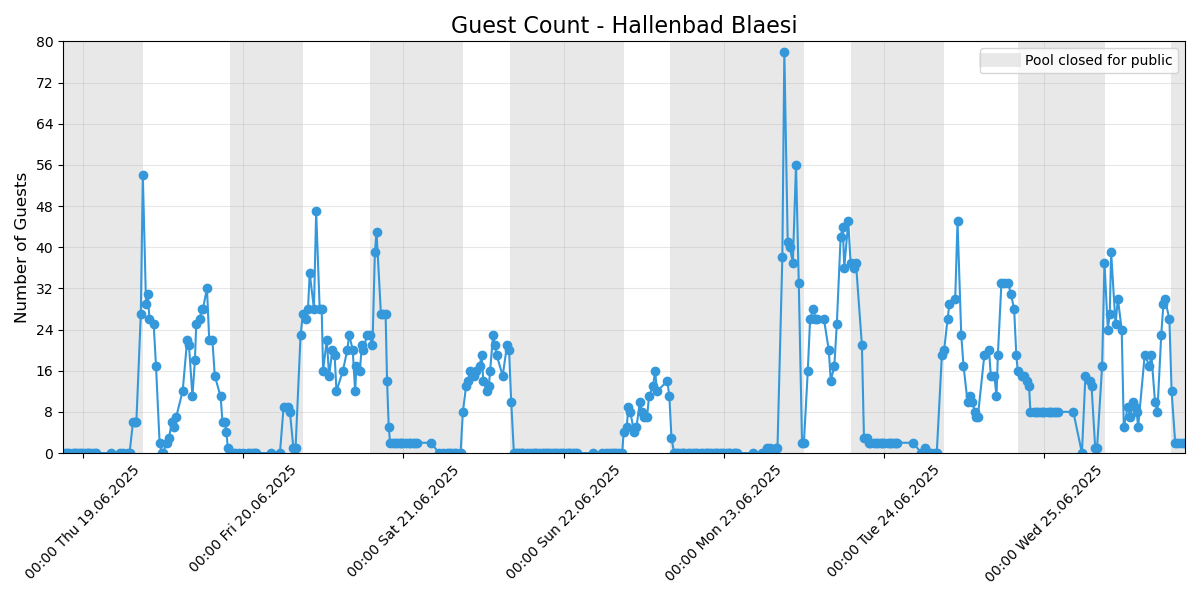 Guest Count - Hallenbad Blaesi
Pool closed for public
Number of Guests
80
72
64
56
48
40
32
24
16
8
0
00:00 Thu 19.06.2025
00:00 Fri 20.06.2025
00:00 Sat 21.06.2025
00:00 Sun 22.06.2025
00:00 Mon 23.06.2025
00:00 Tue 24.06.2025
00:00 Wed 25.06.2025